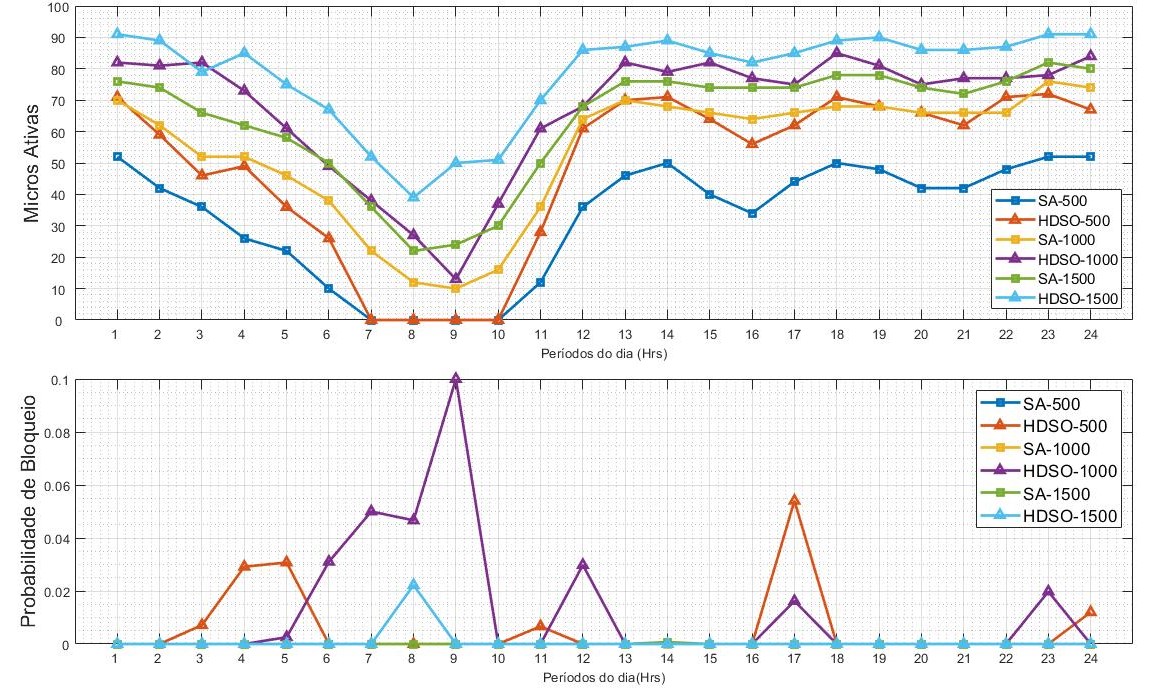 100
90
80
70
60
50
40
30
20
10
0
Micros Ativas
1 2 3 4 5 6 7 8 9 10 11 12 13 14 15 16 17 18 19 20 21 22 23 24
Períodos do dia (Hrs)
SA-500
HDSO-500
SA-1000
HDSO-1000
SA-1500
HDSO-1500
0.1
0.08
0.06
0.04
0.02
0
Probabilidade de Bloqueio
1 2 3 4 5 6 7 8 9 10 11 12 13 14 15 16 17 18 19 20 21 22 23 24
Períodos do dia(Hrs)
SA-500
HDSO-500
SA-1000
HDSO-1000
SA-1500
HDSO-1500